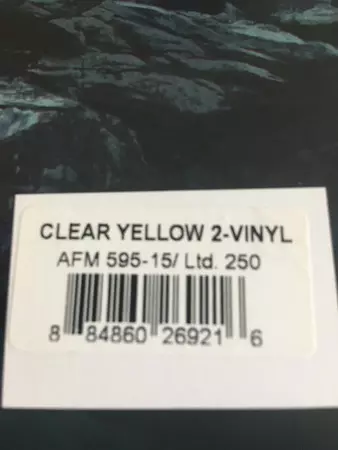 CLEAR YELLOW 2-VINYL
AFM 595-15/ Ltd. 250
8 84860 26921 6